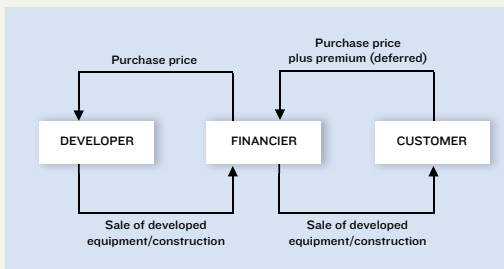 Purchase price
Purchase price
plus premium (deferred)
DEVELOPER
FINANCIER
CUSTOMER
Sale of developed
equipment/construction
Sale of developed
equipment/construction